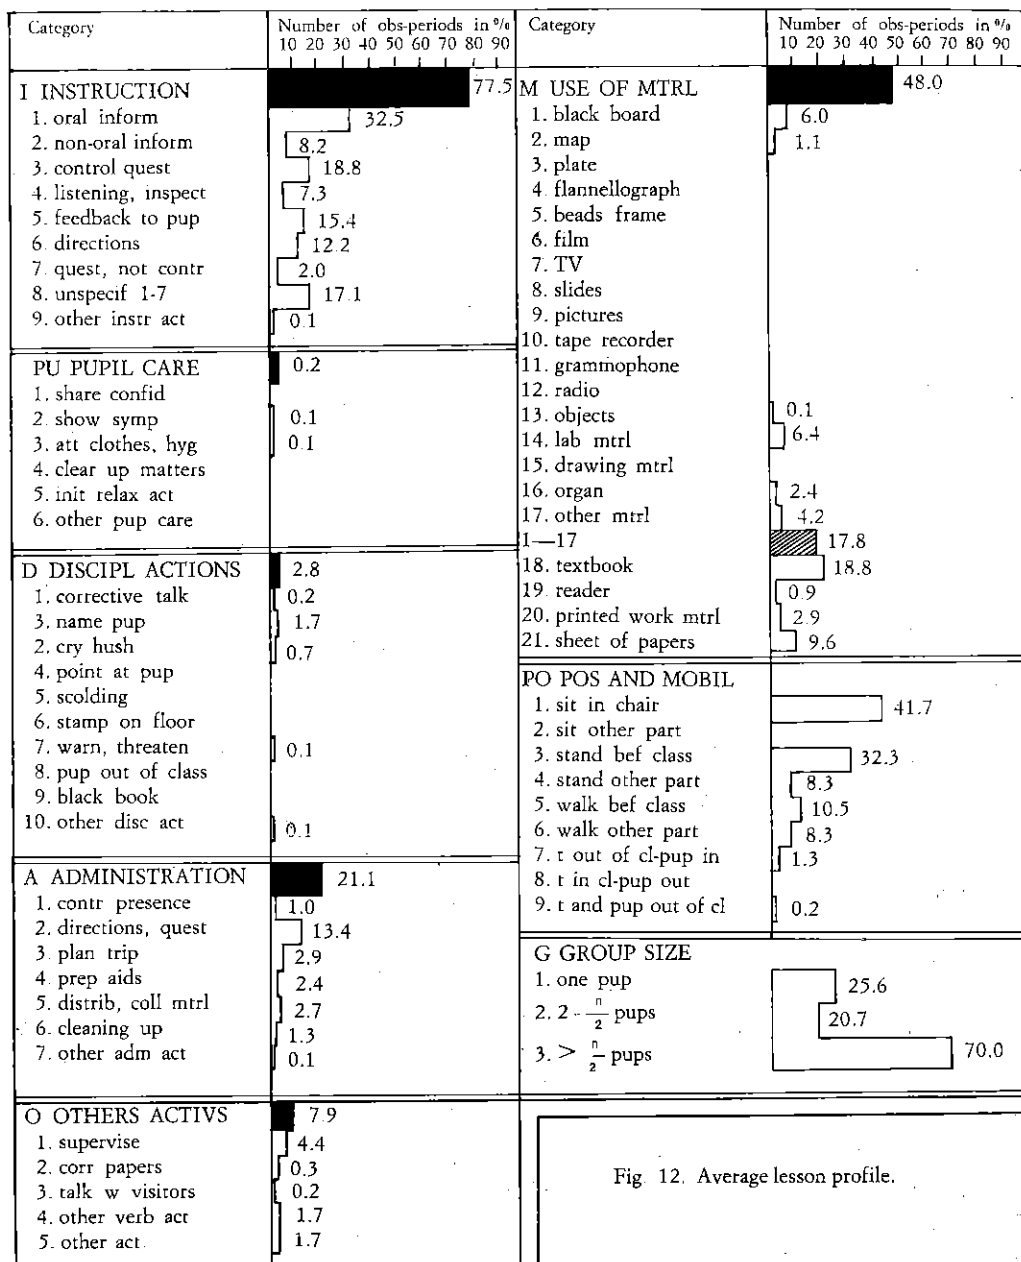 Category
Number of obs-periods in %
10 20 30 40 50 60 70 80 90
I INSTRUCTION 77.5
1. oral inform 32.5
2. non-oral inform 8.2
3. control quest 18.8
4. listening, inspect 7.3
5. feedback to pup 15.4
6. directions 12.2
7. quest, not contr 2.0
8. unspecif 1-7 17.1
9. other instr act 0.1
PU PUPIL CARE 0.2
1. share confid
2. show symp 0.1
3. att clothes, hyg 0.1
4. clear up matters
5. init relax act
6. other pup care
D DISCIPL ACTIONS 2.8
1. corrective talk 0.2
3. name pup 1.7
2. cry hush 0.7
4. point at pup
5. scolding
6. stamp on floor
7. warn, threaten 0.1
8. pup out of class
9. black book
10. other disc act 0.1
A ADMINISTRATION 21.1
1. contr presence 1.0
2. directions, quest 13.4
3. plan trip 2.9
4. prep aids 2.4
5. distrib, coll mtrl 2.7
6. cleaning up 1.3
7. other adm act 0.1
O OTHERS ACTIVS 7.9
1. supervise 4.4
2. corr papers 0.3
3. talk w visitors 0.2
4. other verb act 1.7
5. other act. 1.7
Category
Number of obs-periods in %
10 20 30 40 50 60 70 80 90
M USE OF MTRL 48.0
1. black board 6.0
2. map 1.1
3. plate
4. flannellograph
5. beads frame
6. film
7. TV
8. slides
9. pictures
10. tape recorder
11. grammophone
12. radio
13. objects 0.1
14. lab mtrl 6.4
15. drawing mtrl
16. organ 2.4
17. other mtrl 4.2
1—17 17.8
18. textbook 18.8
19. reader 0.9
20. printed work mtrl 2.9
21. sheet of papers 9.6
PO POS AND MOBIL
1. sit in chair 41.7
2. sit other part
3. stand bef class 32.3
4. stand other part 8.3
5. walk bef class 10.5
6. walk other part 8.3
7. t out of cl-pup in 1.3
8. t in cl-pup out
9. t and pup out of cl 0.2
G GROUP SIZE
1. one pup 25.6
2. 2 - n/2 pups 20.7
3. > n/2 pups 70.0
Fig. 12. Average lesson profile.